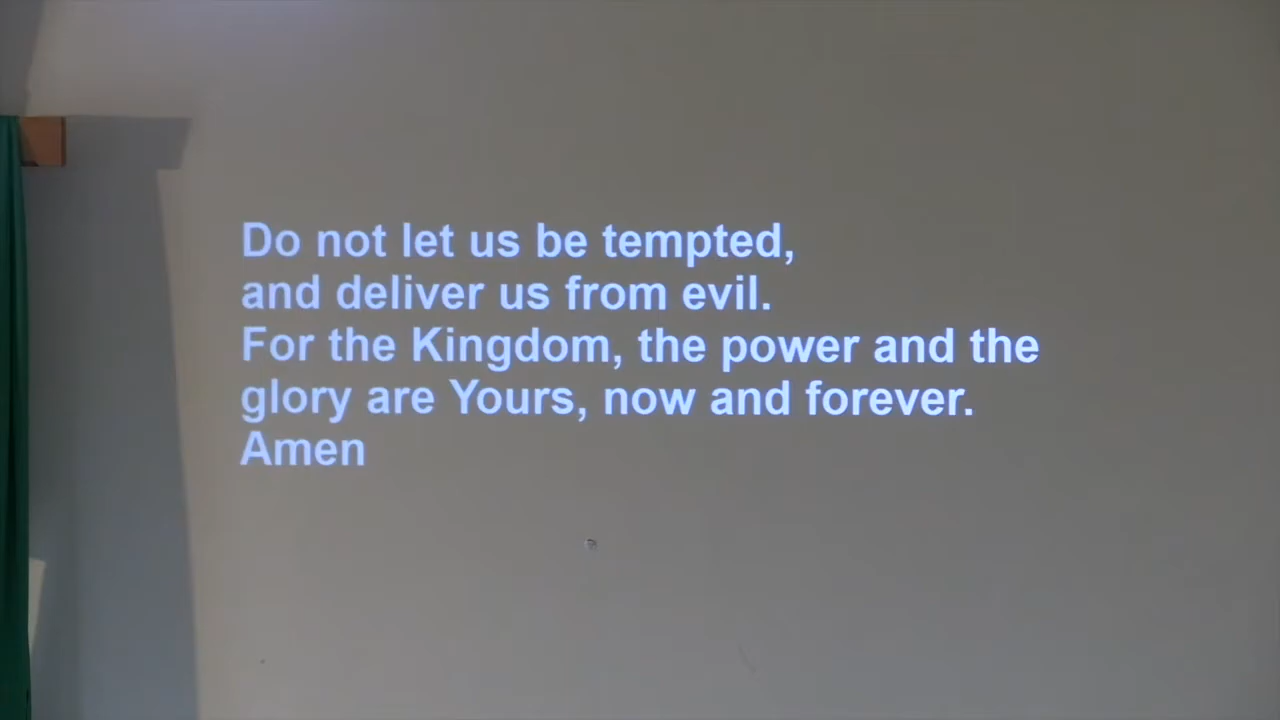 Do not let us be tempted,
and deliver us from evil.
For the Kingdom, the power and the
glory are Yours, now and forever.
Amen